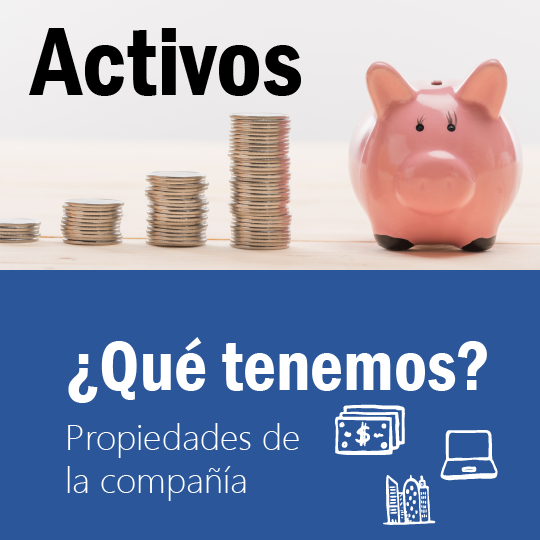 Activos
¿Qué tenemos?
Propiedades de
la compañía
$